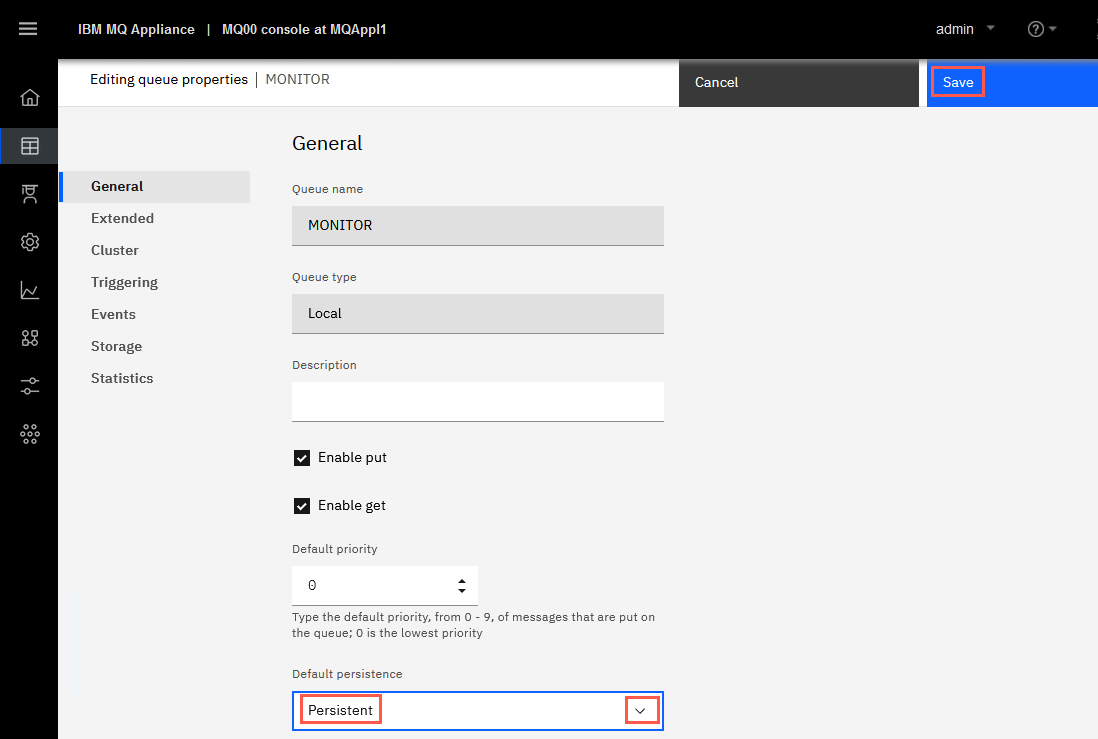 IBM MQ Appliance | MQ00 console at MQAppl1
admin
Editing queue properties | MONITOR
Cancel
Save
General
Extended
Cluster
Triggering
Events
Storage
Statistics
General
Queue name
MONITOR
Queue type
Local
Description
Enable put
Enable get
Default priority
0
Type the default priority, from 0 - 9, of messages that are put on
the queue; 0 is the lowest priority
Default persistence
Persistent